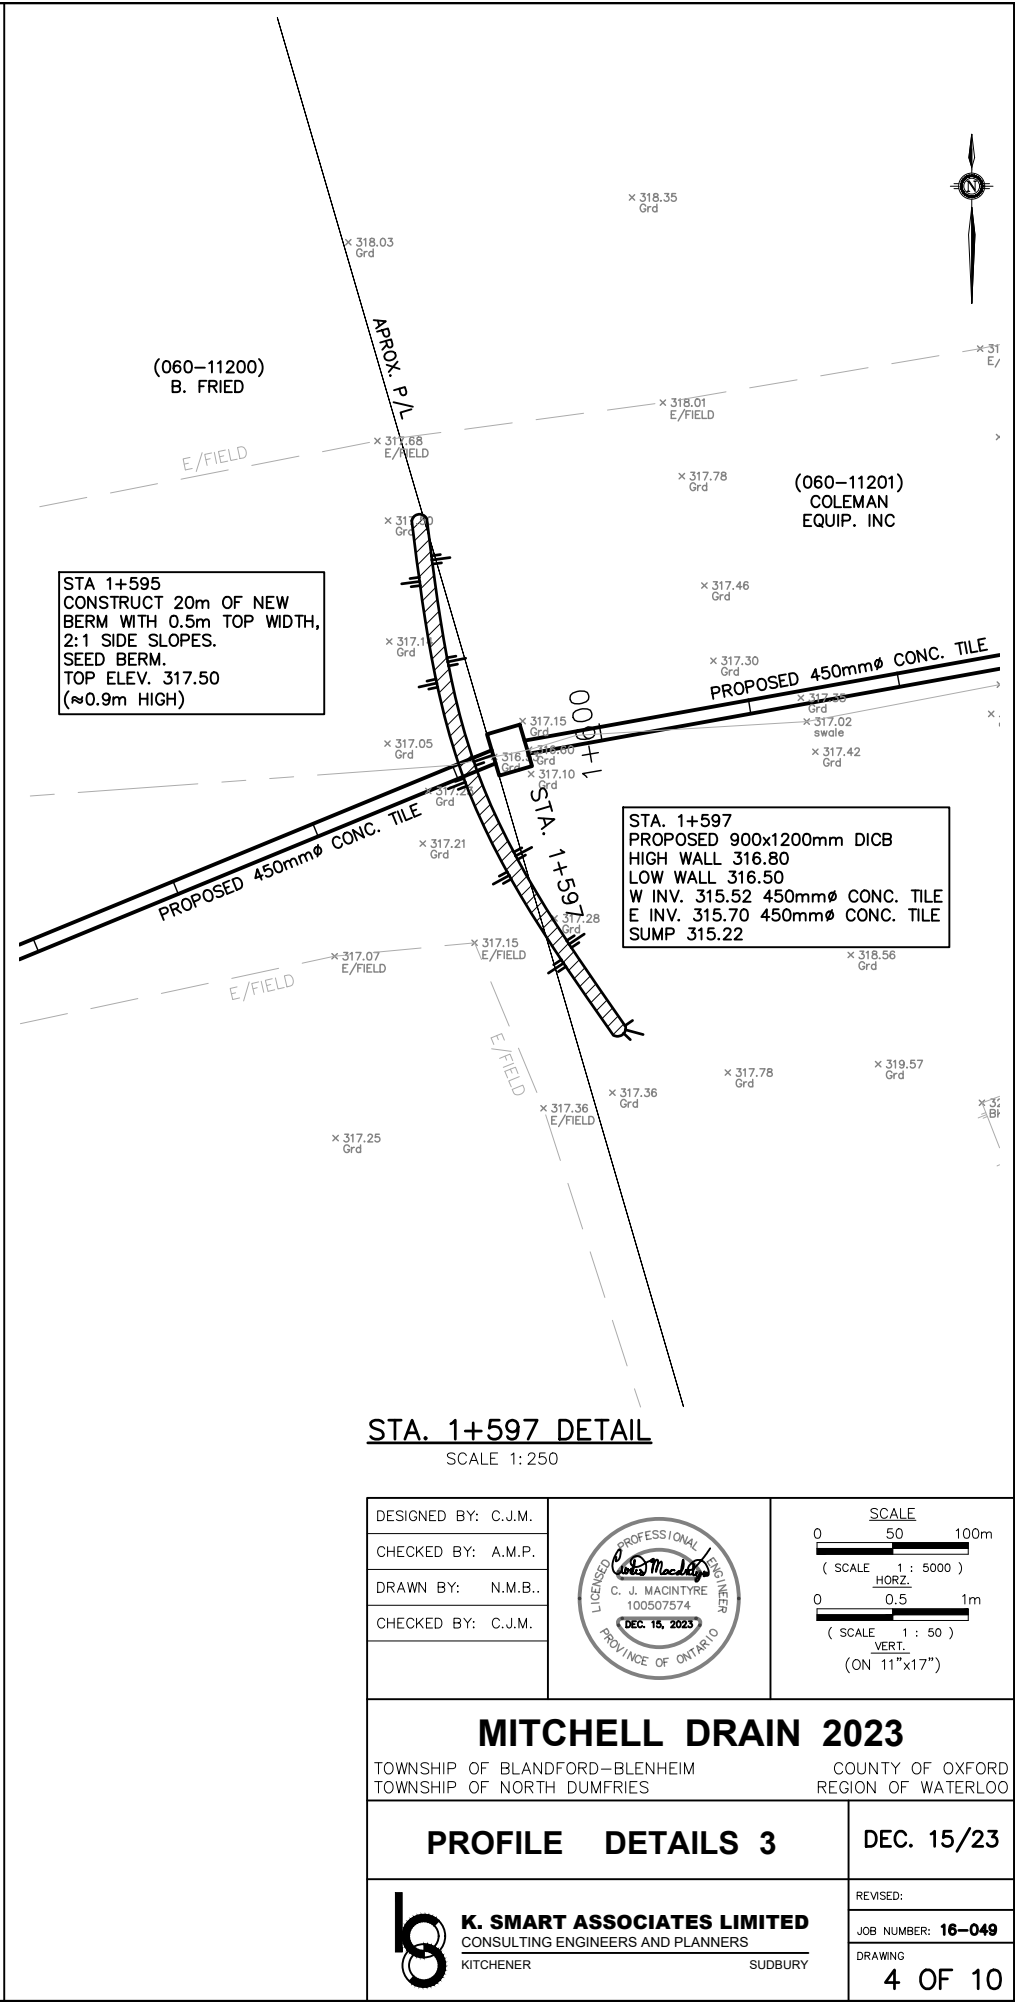 × 318.35
Grd
N
× 318.03
Grd
APROX. P/L
(060-11200)
B. FRIED
× 318.01
E/FIELD
× 317.68
E/FIELD
E/FIELD
× 317.78
Grd
(060-11201)
COLEMAN
EQUIP. INC
Grd
STA 1+595
CONSTRUCT 20m OF NEW
BERM WITH 0.5m TOP WIDTH,
2:1 SIDE SLOPES.
SEED BERM.
TOP ELEV. 317.50
(≈0.9m HIGH)
× 317.46
Grd
Grd
× 317.30
Grd
PROPOSED 450mmø CONC. TILE
1+600
× 317.35
Grd
× 317.02
swale
× 317.15
Grd
× 317.05
Grd
Grd
Grd
× 317.10
Grd
× 317.42
Grd
Grd
× 317.21
Grd
PROPOSED 450mmø CONC. TILE
STA. 1+597
STA. 1+597
PROPOSED 900x1200mm DICB
HIGH WALL 316.80
LOW WALL 316.50
W INV. 315.52 450mmø CONC. TILE
E INV. 315.70 450mmø CONC. TILE
SUMP 315.22
× 317.28
Grd
× 317.07
E/FIELD
× 317.15
E/FIELD
× 318.56
Grd
E/FIELD
E/FIELD
× 317.78
Grd
× 319.57
Grd
× 317.36
Grd
× 317.36
E/FIELD
× 317.25
Grd
STA. 1+597 DETAIL
SCALE 1:250
DESIGNED BY: C.J.M.
CHECKED BY: A.M.P.
DRAWN BY: N.M.B..
CHECKED BY: C.J.M.
LICENSED PROFESSIONAL ENGINEER
C. J. MACINTYRE
100507574
DEC. 15, 2023
PROVINCE OF ONTARIO
SCALE
0 50 100m
( SCALE 1 : 5000 )
HORZ.
0 0.5 1m
( SCALE 1 : 50 )
VERT.
(ON 11"x17")
MITCHELL DRAIN 2023
TOWNSHIP OF BLANDFORD-BLENHEIM COUNTY OF OXFORD
TOWNSHIP OF NORTH DUMFRIES REGION OF WATERLOO
PROFILE DETAILS 3
DEC. 15/23
K. SMART ASSOCIATES LIMITED
CONSULTING ENGINEERS AND PLANNERS
KITCHENER SUDBURY
REVISED:
JOB NUMBER: 16-049
DRAWING
4 OF 10